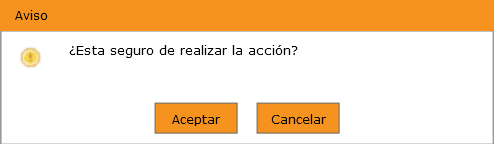 Aviso
¿Esta seguro de realizar la acción?
Aceptar
Cancelar